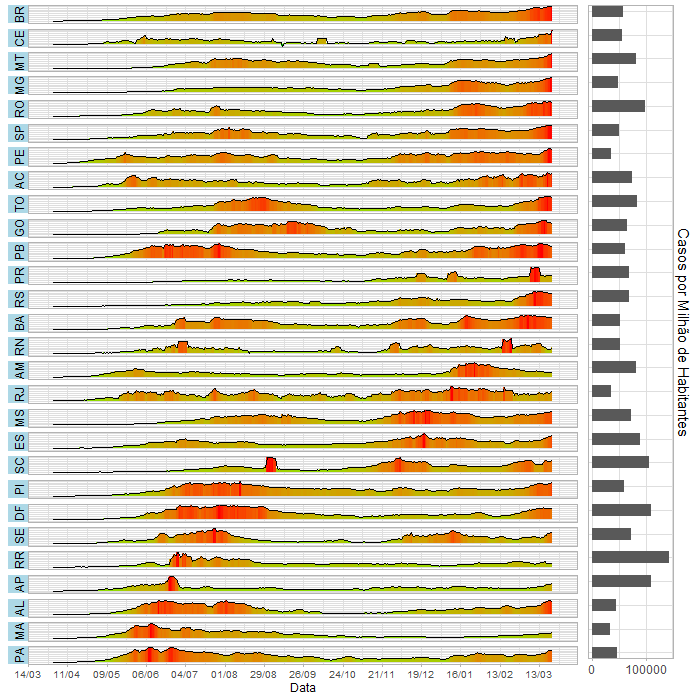 BR
CE
MT
MG
RO
SP
PE
AC
TO
GO
PB
PR
RS
BA
RN
AM
RJ
MS
ES
SC
PI
DF
SE
RR
AP
AL
MA
PA
14/03 11/04 09/05 06/06 04/07 01/08 29/08 26/09 24/10 21/11 19/12 16/01 13/02 13/03
Data
0 100000
Casos por Milhão de Habitantes